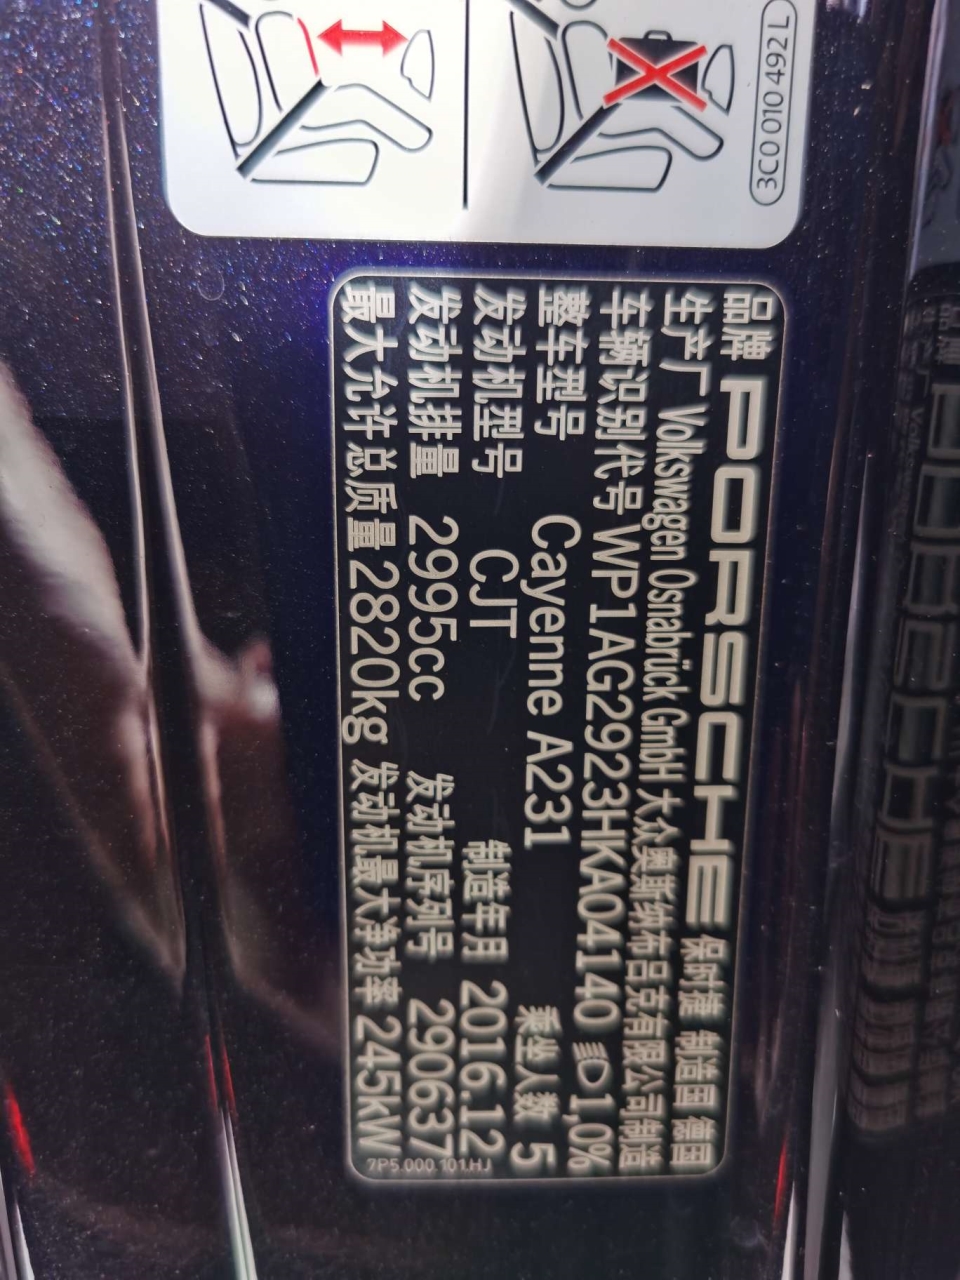 3C0 010 492 L
品牌 PORSCHE 保时捷 制造国 德国
生产厂 Volkswagen Osnabrück GmbH 大众奥斯纳布吕克有限公司制造
车辆识别代号 WP1AG2923HKA04140 1,0%
整车型号 Cayenne A231 乘坐人数 5
发动机型号 CJT 制造年月 2016.12
发动机排量 2995cc 发动机序列号 290637
最大允许总质量 2820kg 发动机最大净功率 245kW
7P5.000.101.HJ